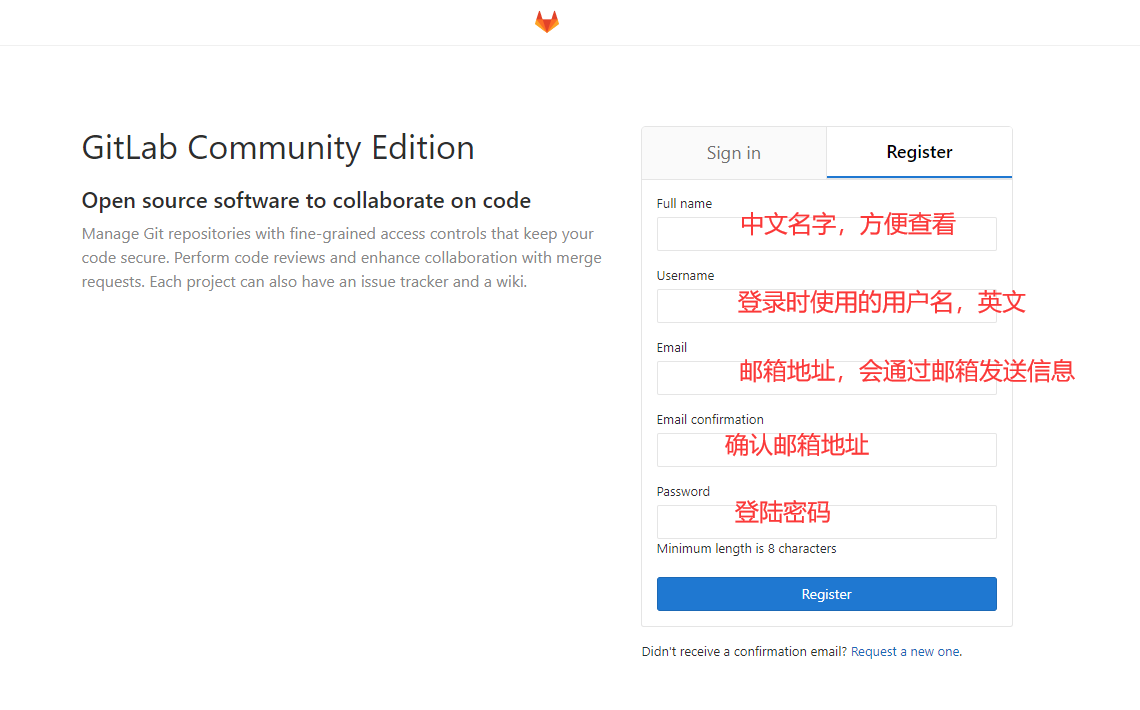 GitLab Community Edition
Open source software to collaborate on code
Manage Git repositories with fine-grained access controls that keep your
code secure. Perform code reviews and enhance collaboration with merge
requests. Each project can also have an issue tracker and a wiki.
Sign in
Register
Full name
中文名字，方便查看
Username
登录时使用的用户名，英文
Email
邮箱地址，会通过邮箱发送信息
Email confirmation
确认邮箱地址
Password
登陆密码
Minimum length is 8 characters
Register
Didn't receive a confirmation email? Request a new one.